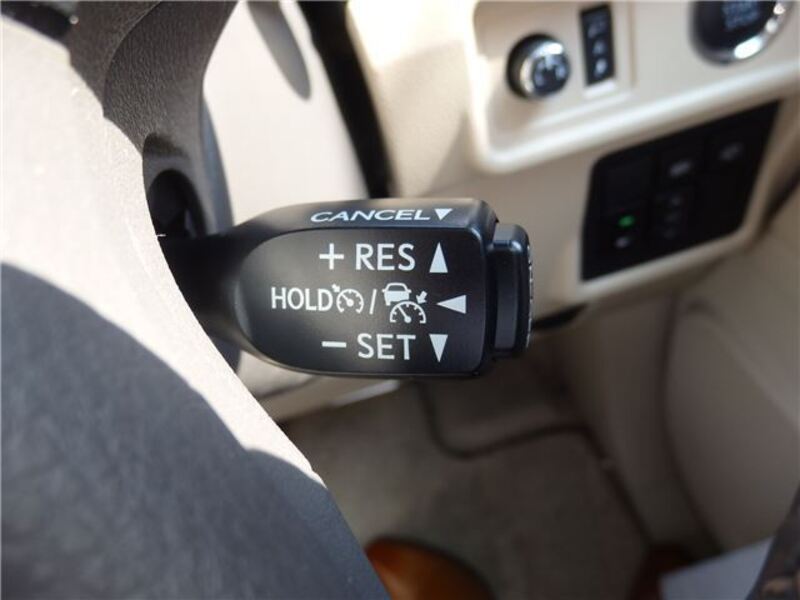 CANCEL▼
+ RES ▲
HOLD / ◀
− SET ▼